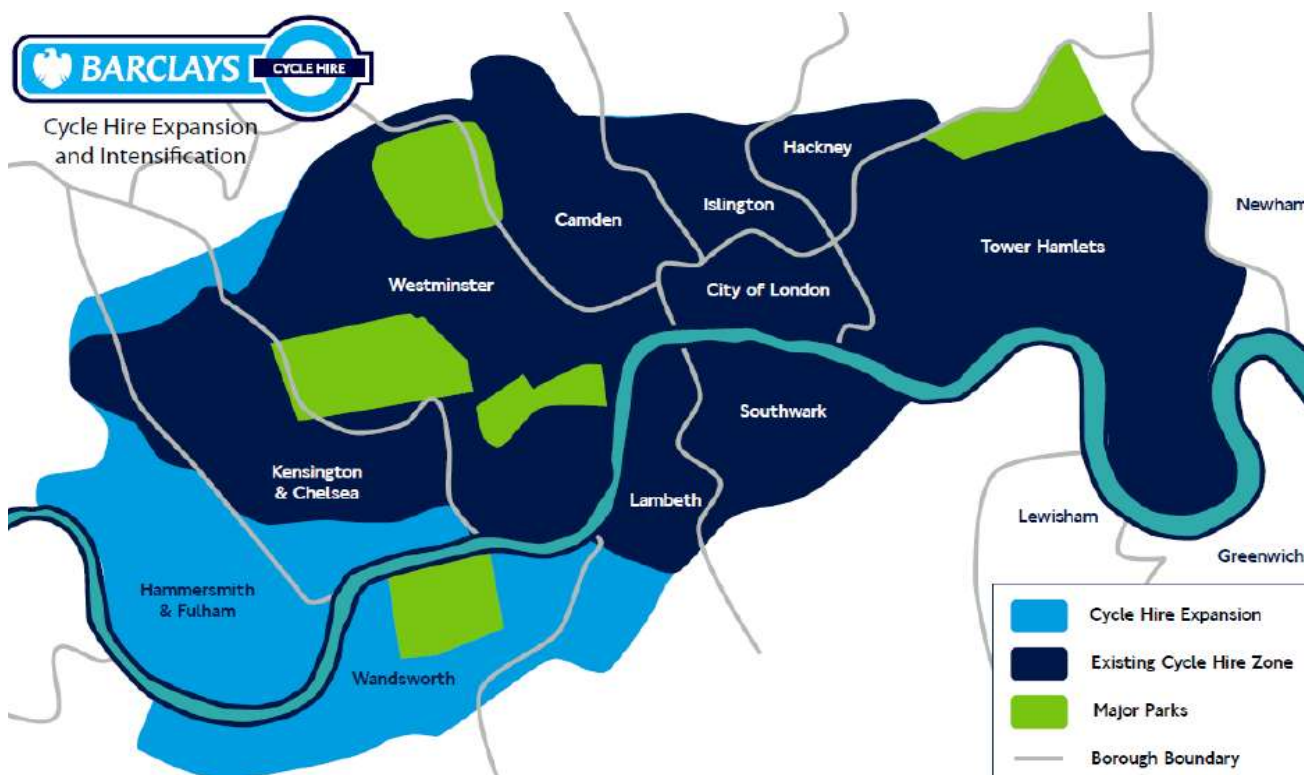 BARCLAYS
CYCLE HIRE
Cycle Hire Expansion
and Intensification
Hackney
Islington
Camden
Newham
Tower Hamlets
Westminster
City of London
Southwark
Kensington
& Chelsea
Lambeth
Lewisham
Greenwich
Hammersmith
& Fulham
Wandsworth
Cycle Hire Expansion
Existing Cycle Hire Zone
Major Parks
Borough Boundary